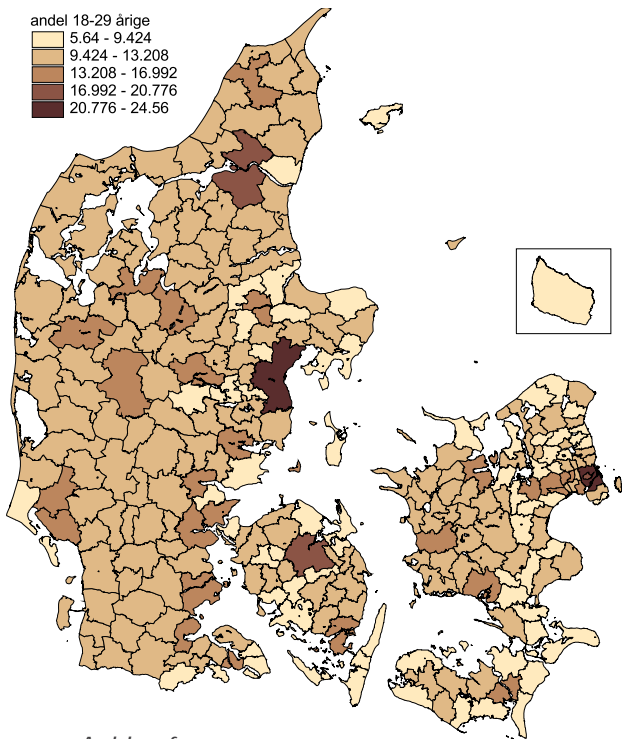 andel 18-29 årige
5.64 - 9.424
9.424 - 13.208
13.208 - 16.992
16.992 - 20.776
20.776 - 24.56